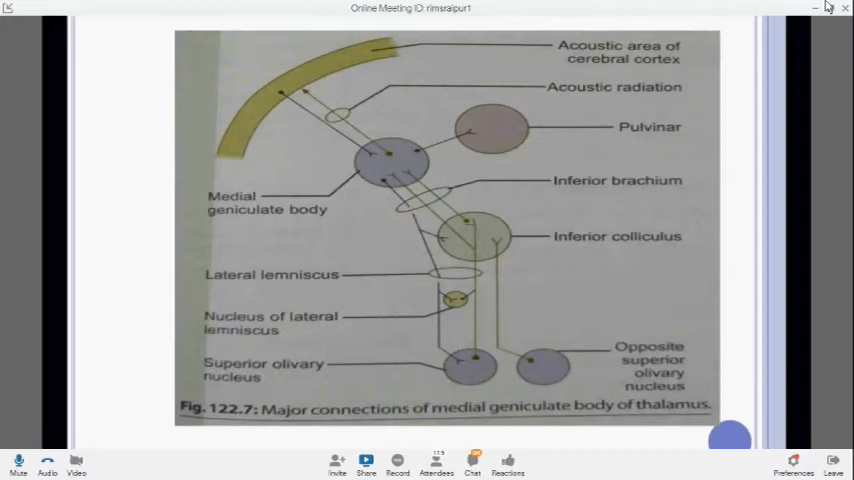 Online Meeting ID: rimsraipur1
Acoustic area of
cerebral cortex
Acoustic radiation
Pulvinar
Medial
geniculate body
Inferior brachium
Inferior colliculus
Lateral lemniscus
Nucleus of lateral
lemniscus
Superior olivary
nucleus
Opposite
superior
olivary
nucleus
Fig. 122.7: Major connections of medial geniculate body of thalamus.
Mute
Audio
Video
Invite
Share
Record
115
Attendees
Chat
Reactions
Preferences
Leave